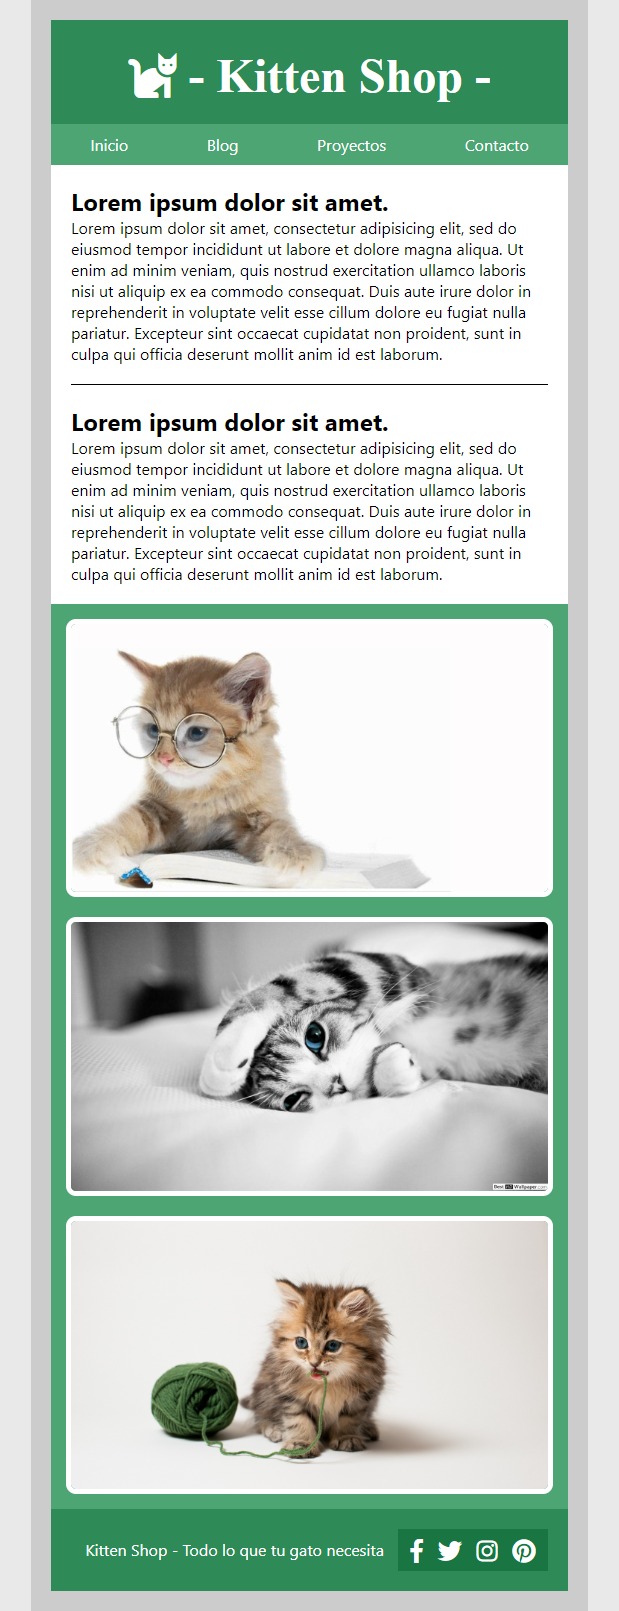 - Kitten Shop -
Inicio Blog Proyectos Contacto
Lorem ipsum dolor sit amet.
Lorem ipsum dolor sit amet, consectetur adipisicing elit, sed do
eiusmod tempor incididunt ut labore et dolore magna aliqua. Ut
enim ad minim veniam, quis nostrud exercitation ullamco laboris
nisi ut aliquip ex ea commodo consequat. Duis aute irure dolor in
reprehenderit in voluptate velit esse cillum dolore eu fugiat nulla
pariatur. Excepteur sint occaecat cupidatat non proident, sunt in
culpa qui officia deserunt mollit anim id est laborum.
Lorem ipsum dolor sit amet.
Lorem ipsum dolor sit amet, consectetur adipisicing elit, sed do
eiusmod tempor incididunt ut labore et dolore magna aliqua. Ut
enim ad minim veniam, quis nostrud exercitation ullamco laboris
nisi ut aliquip ex ea commodo consequat. Duis aute irure dolor in
reprehenderit in voluptate velit esse cillum dolore eu fugiat nulla
pariatur. Excepteur sint occaecat cupidatat non proident, sunt in
culpa qui officia deserunt mollit anim id est laborum.
Best HD Wallpaper.com
Kitten Shop - Todo lo que tu gato necesita